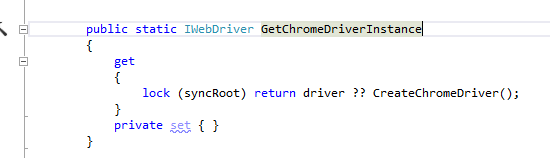 public static IWebDriver GetChromeDriverInstance
{
get
{
lock (syncRoot) return driver ?? CreateChromeDriver();
}
private set { }
}